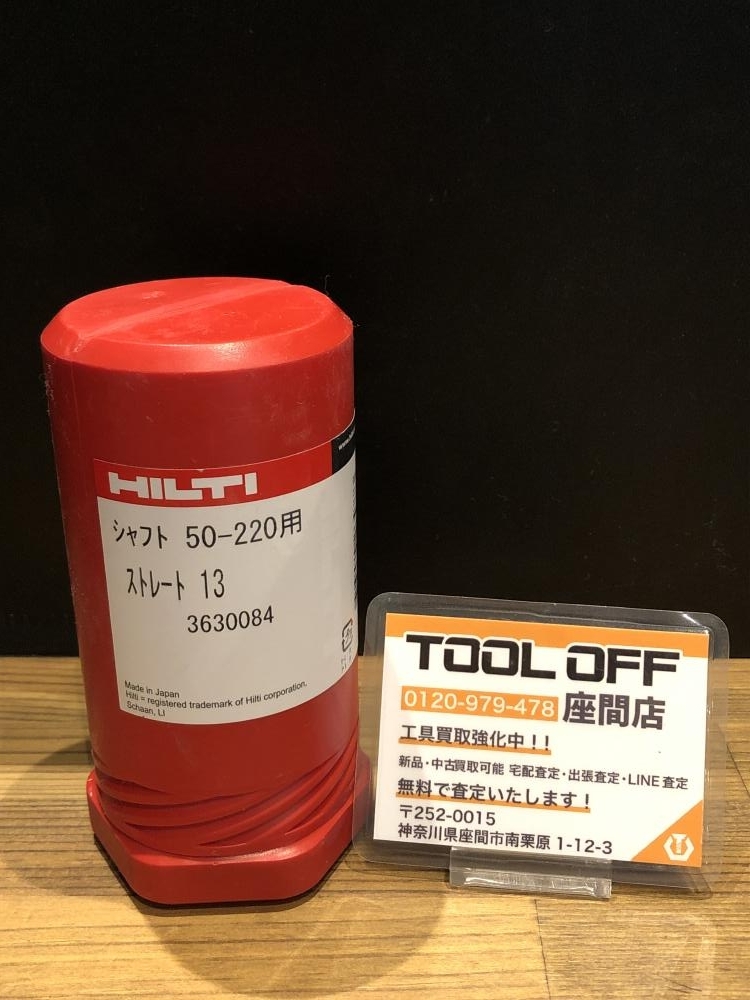 HILTI
シャフト 50-220用
ストレート 13
3630084
Made in Japan
Hilti = registered trademark of Hilti corporation,
Schaan, LI
TOOL OFF
0120-979-478 座間店
工具買取強化中!!
新品・中古買取可能 宅配査定・出張査定・LINE査定
無料で査定いたします!
〒252-0015
神奈川県座間市南栗原 1-12-3